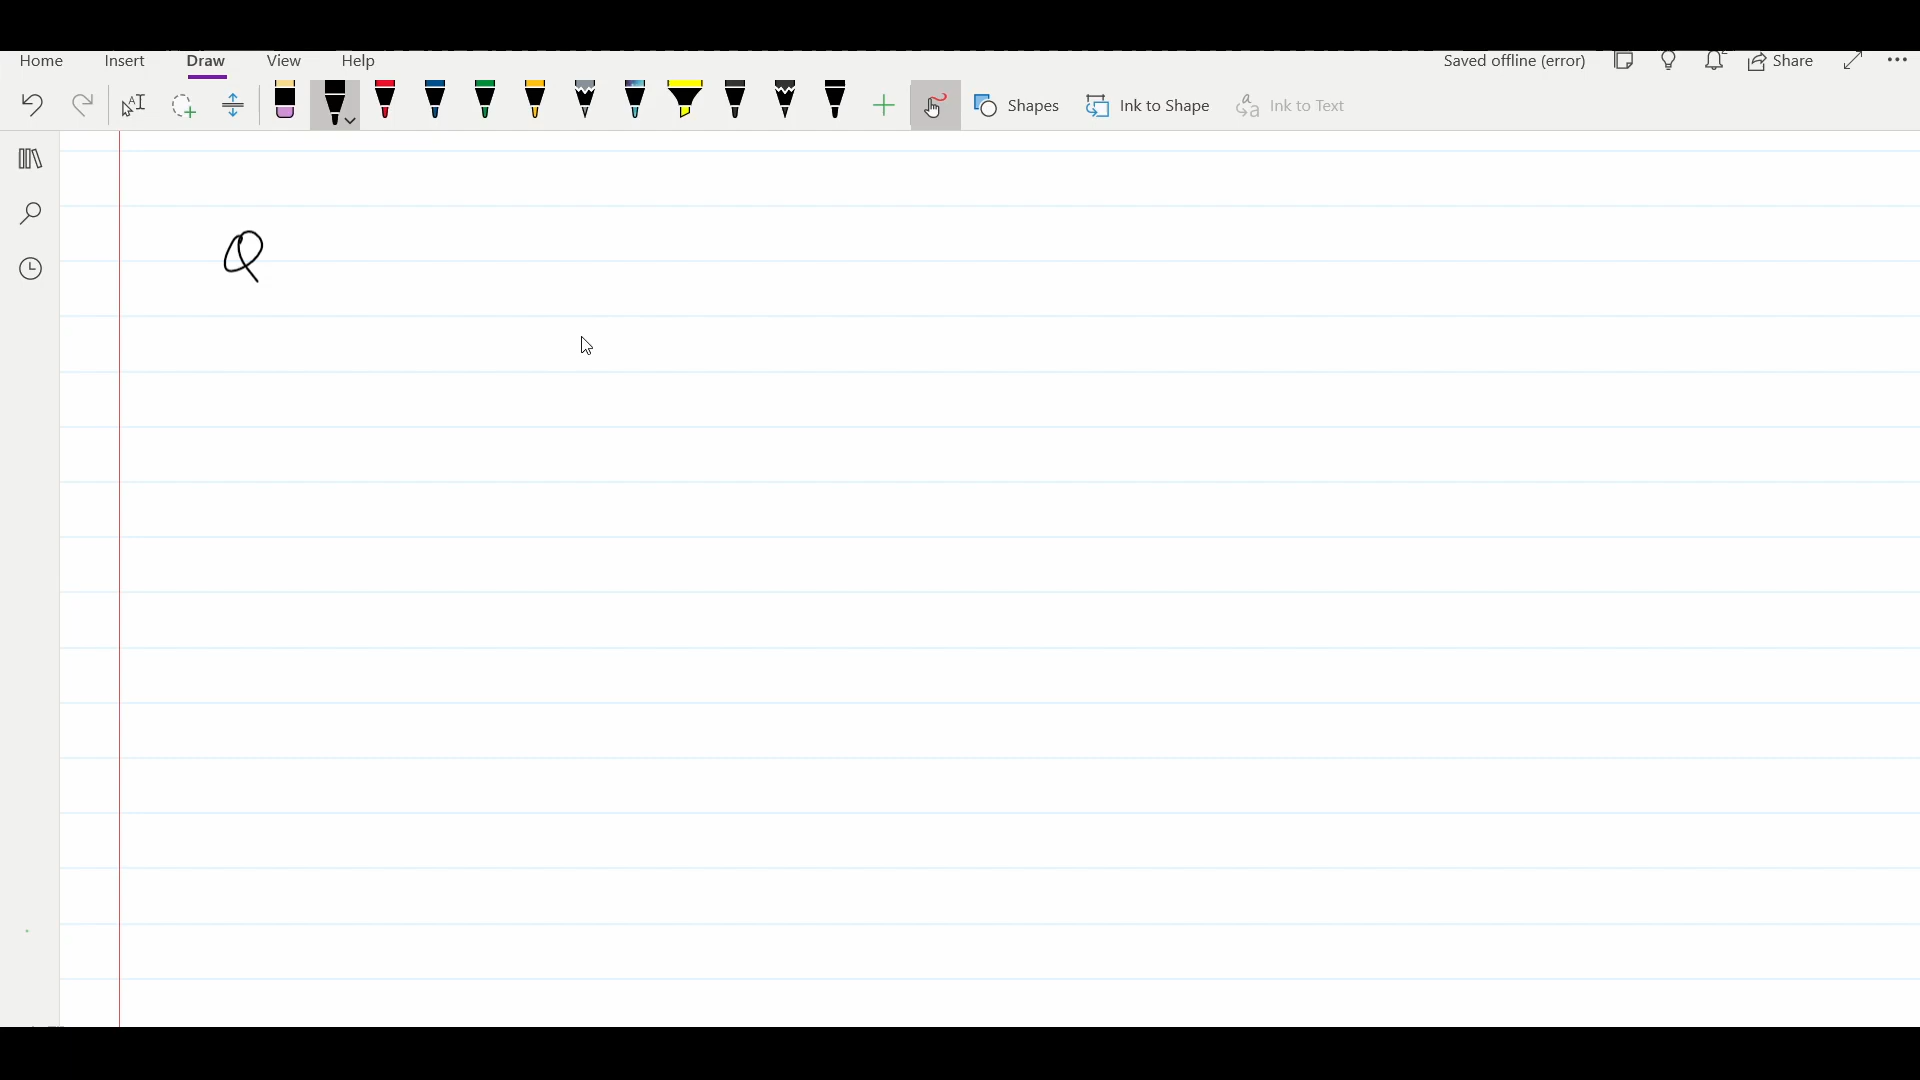 Home Insert Draw View Help Saved offline (error) Share
Shapes Ink to Shape Ink to Text
Q